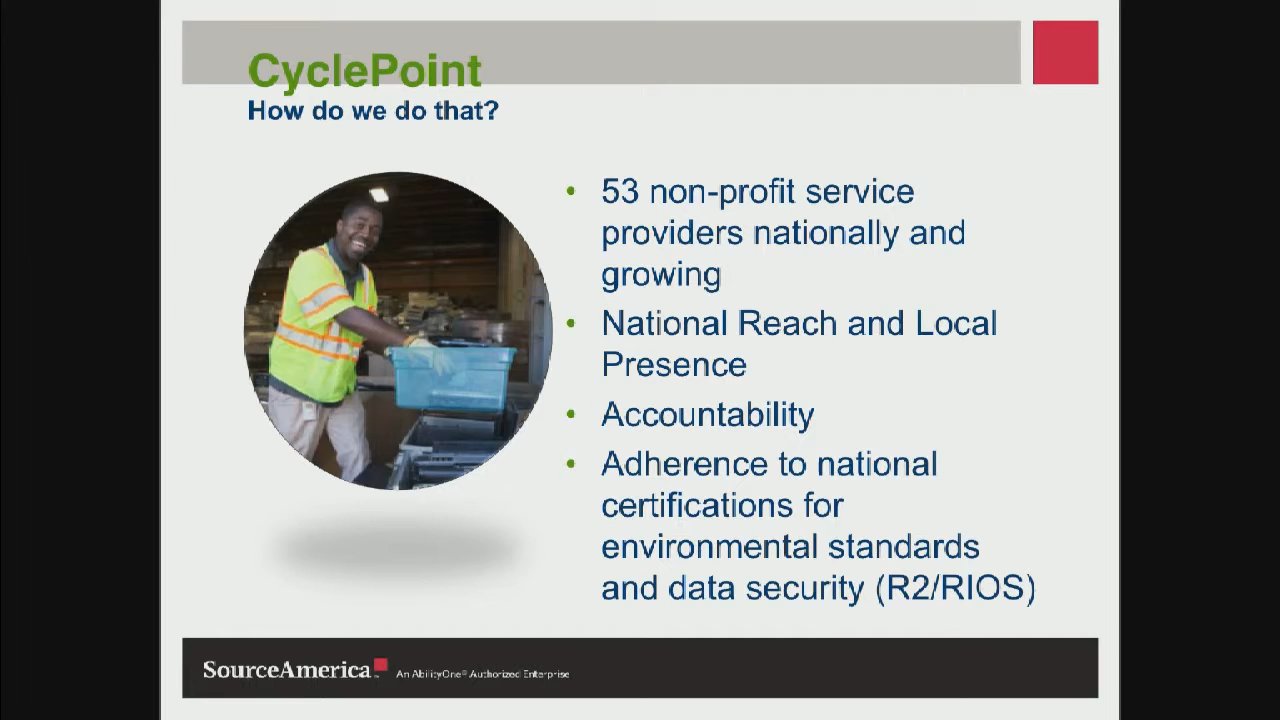 CyclePoint
How do we do that?
• 53 non-profit service
providers nationally and
growing
• National Reach and Local
Presence
• Accountability
• Adherence to national
certifications for
environmental standards
and data security (R2/RIOS)
SourceAmerica™ An AbilityOne® Authorized Enterprise